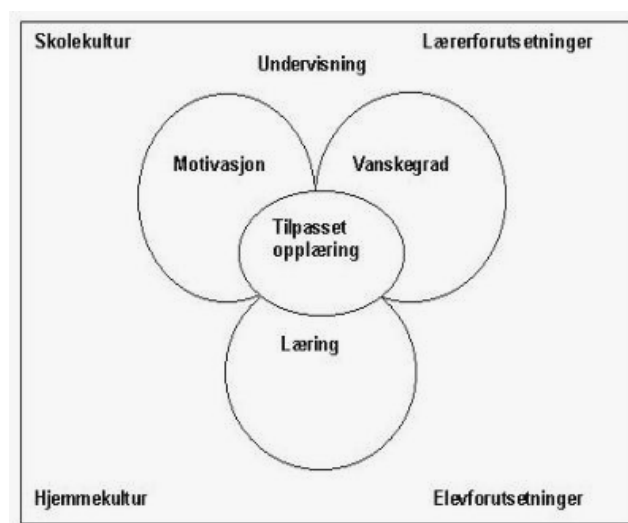 Skolekultur
Lærerforutsetninger
Undervisning
Motivasjon
Vanskegrad
Tilpasset
opplæring
Læring
Hjemmekultur
Elevforutsetninger